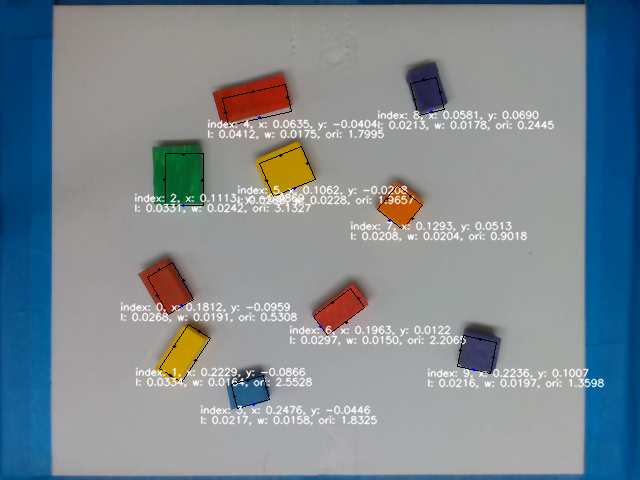 index: 8, x: 0.0581, y: 0.0690
l: 0.0213, w: 0.0178, ori: 0.2445
index: 4, x: 0.0635, y: -0.0404
l: 0.0412, w: 0.0175, ori: 1.7995
index: 5, x: 0.1062, y: -0.0208
w: 0.0228, ori: 1.9657
index: 2, x: 0.1113,
l: 0.0331, w: 0.0242, ori: 3.1327
index: 7, x: 0.1293, y: 0.0513
l: 0.0208, w: 0.0204, ori: 0.9018
index: 0, x: 0.1812, y: -0.0959
l: 0.0268, w: 0.0191, ori: 0.5308
index: 6, x: 0.1963, y: 0.0122
l: 0.0297, w: 0.0150, ori: 2.2065
index: 1, x: 0.2229, y: -0.0866
l: 0.0334, w: 0.0164, ori: 2.5528
index: 9, x: 0.2236, y: 0.1007
l: 0.0216, w: 0.0197, ori: 1.3598
index: 3, x: 0.2476, y: -0.0446
l: 0.0217, w: 0.0158, ori: 1.8325